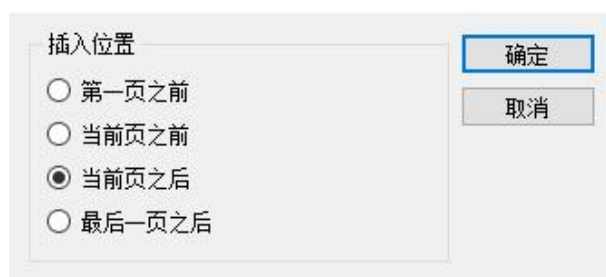 插入位置
第一页之前
当前页之前
当前页之后
最后一页之后
确定
取消